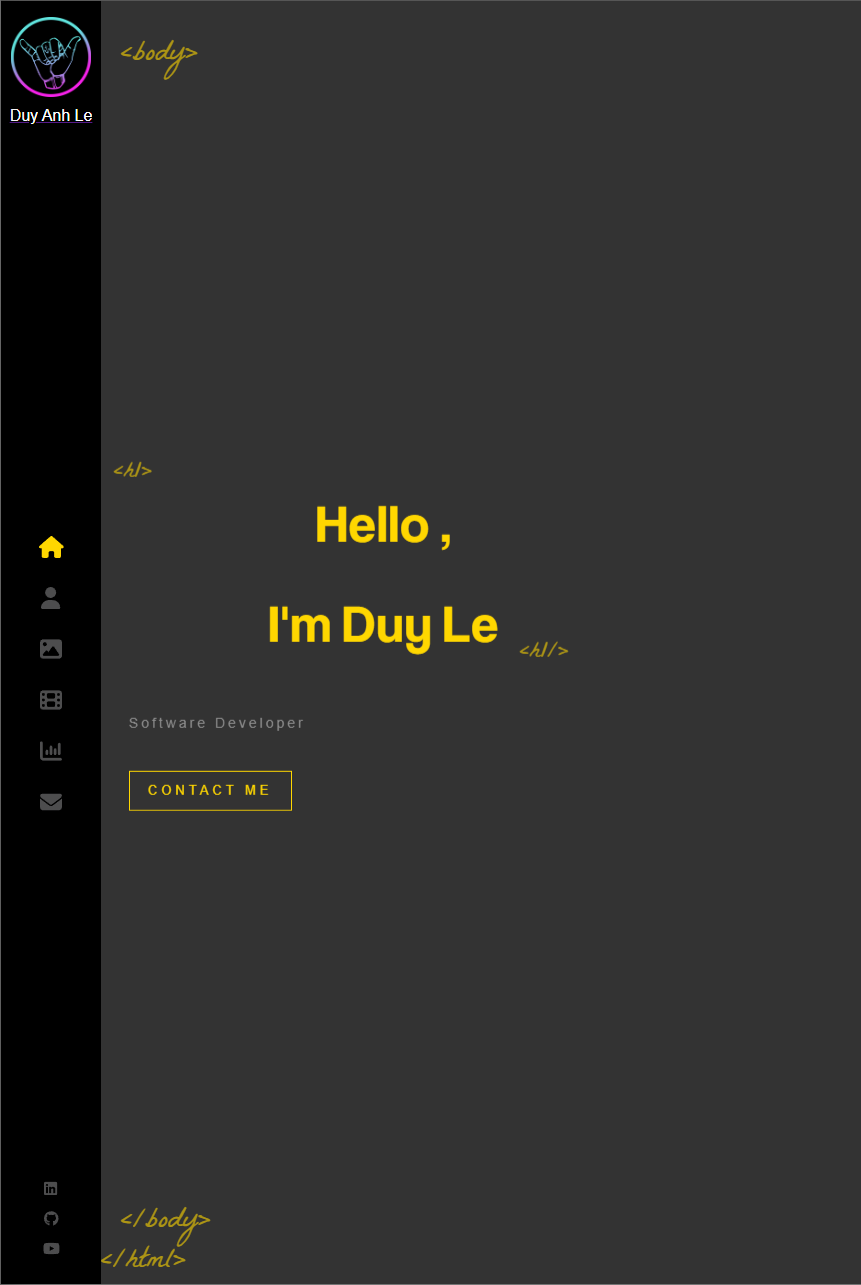 Duy Anh Le
<body>
<h1>
Hello ,
I'm Duy Le
<h1/>
Software Developer
CONTACT ME
</body>
</html>